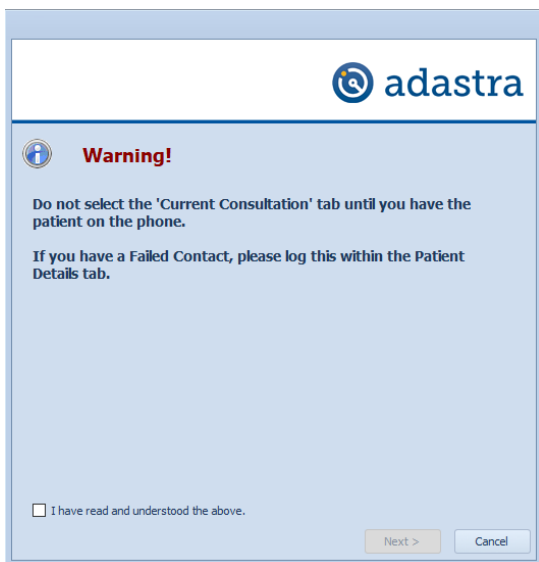 adastra
Warning!
Do not select the 'Current Consultation' tab until you have the
patient on the phone.
If you have a Failed Contact, please log this within the Patient
Details tab.
I have read and understood the above.
Next >
Cancel